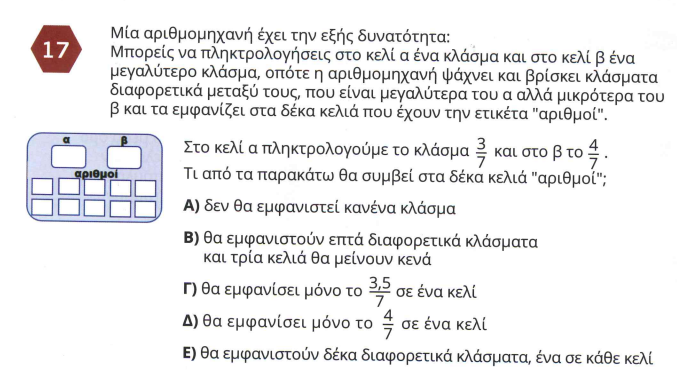 17
Μία αριθμομηχανή έχει την εξής δυνατότητα:
Μπορείς να πληκτρολογήσεις στο κελί α ένα κλάσμα και στο κελί β ένα
μεγαλύτερο κλάσμα, οπότε η αριθμομηχανή ψάχνει και βρίσκει κλάσματα
διαφορετικά μεταξύ τους, που είναι μεγαλύτερα του α αλλά μικρότερα του
β και τα εμφανίζει στα δέκα κελιά που έχουν την ετικέτα "αριθμοί".
α β
αριθμοί
Στο κελί α πληκτρολογούμε το κλάσμα 3/7 και στο β το 4/7 .
Τι από τα παρακάτω θα συμβεί στα δέκα κελιά "αριθμοί";
Α) δεν θα εμφανιστεί κανένα κλάσμα
Β) θα εμφανιστούν επτά διαφορετικά κλάσματα
και τρία κελιά θα μείνουν κενά
Γ) θα εμφανίσει μόνο το 3,5/7 σε ένα κελί
Δ) θα εμφανίσει μόνο το 4/7 σε ένα κελί
Ε) θα εμφανιστούν δέκα διαφορετικά κλάσματα, ένα σε κάθε κελί